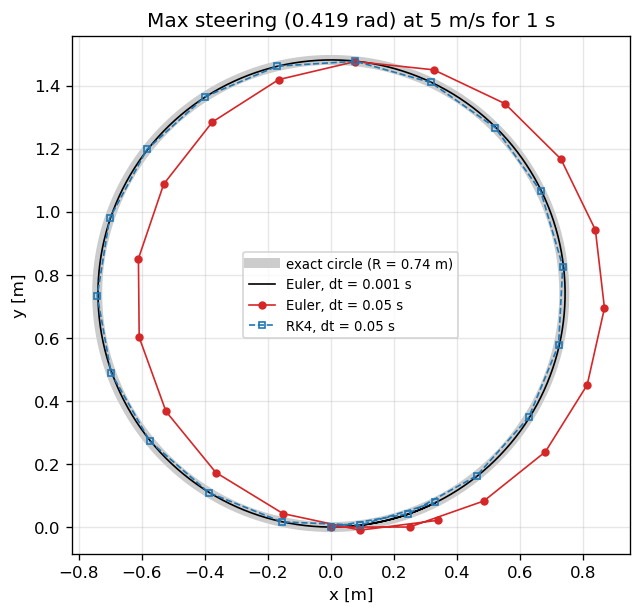 Max steering (0.419 rad) at 5 m/s for 1 s
y [m]
1.4
1.2
1.0
0.8
0.6
0.4
0.2
0.0
exact circle (R = 0.74 m)
Euler, dt = 0.001 s
Euler, dt = 0.05 s
RK4, dt = 0.05 s
−0.8 −0.6 −0.4 −0.2 0.0 0.2 0.4 0.6 0.8
x [m]